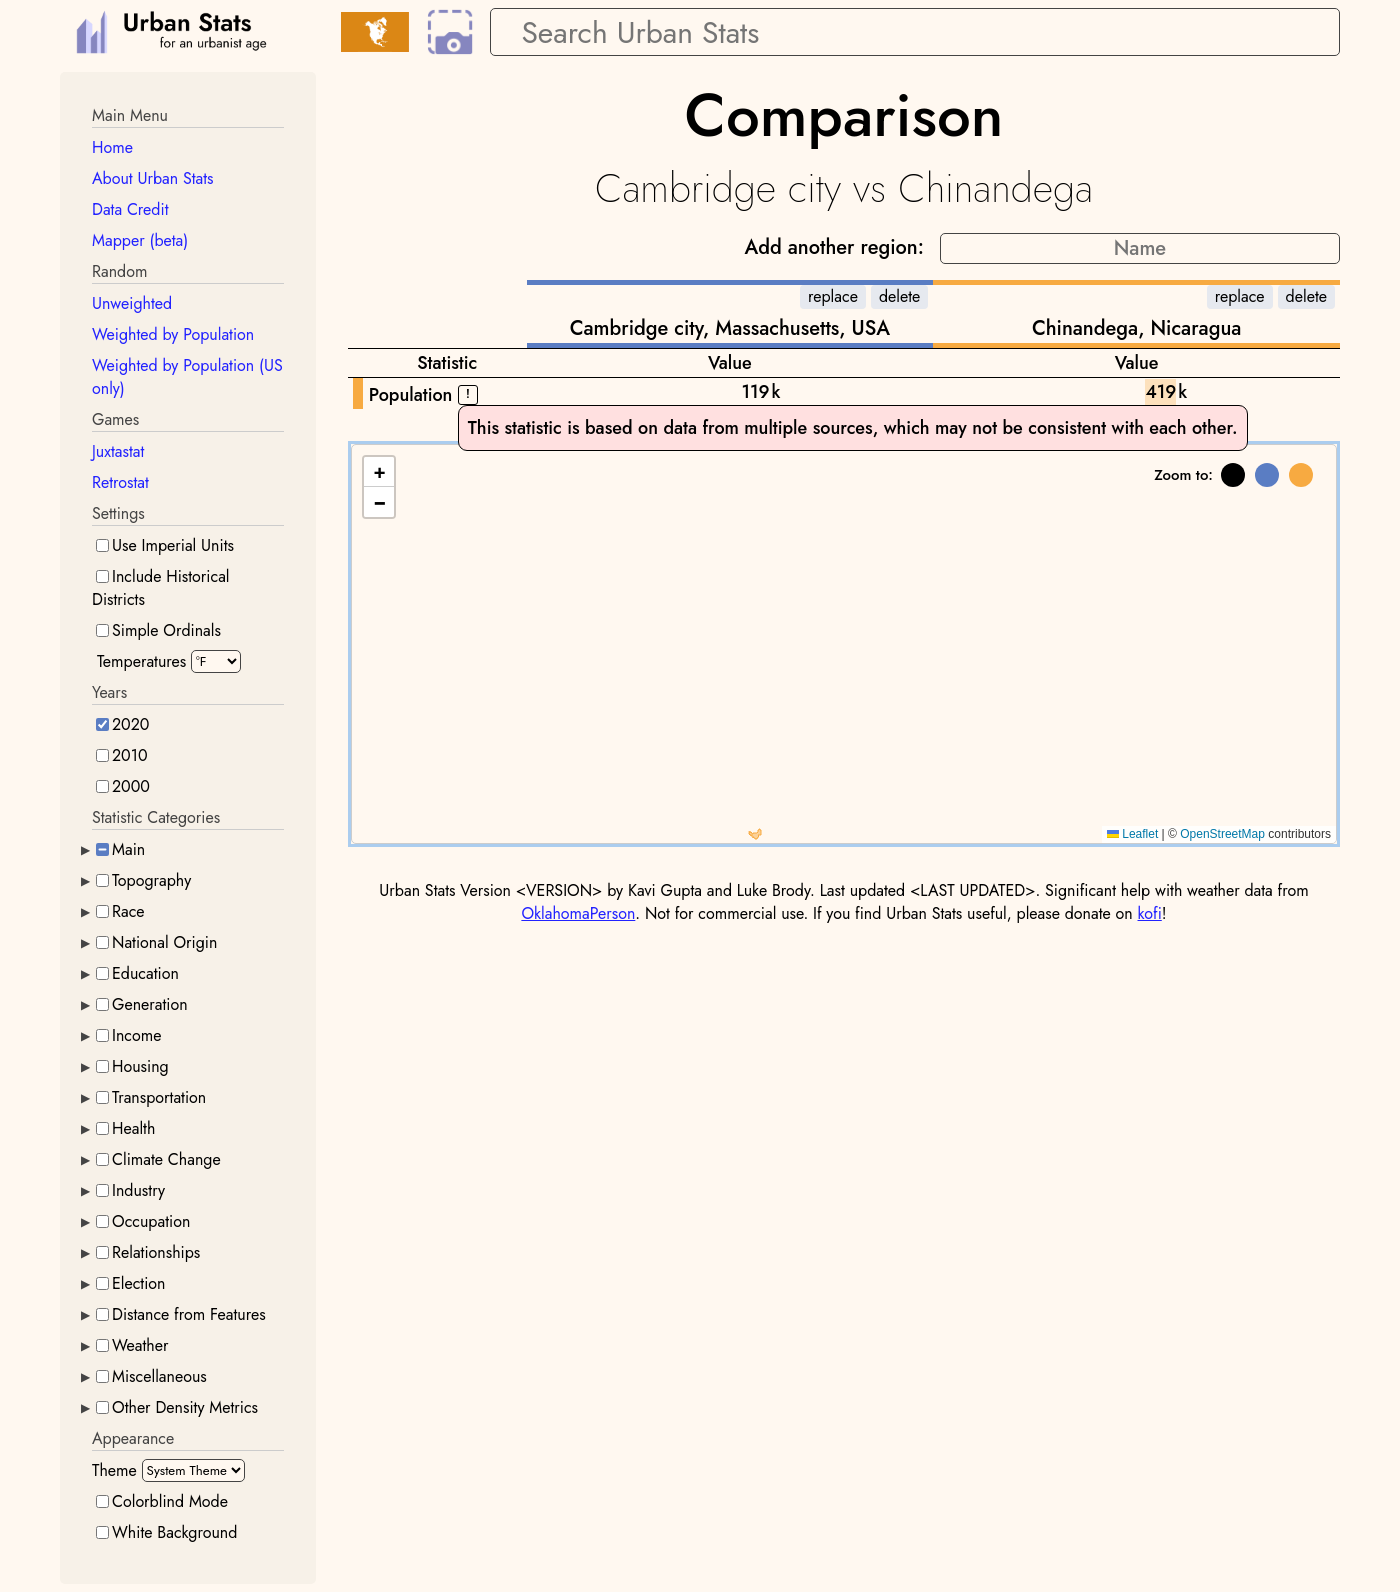 Urban Stats
for an urbanist age
Search Urban Stats
Main Menu
Home
About Urban Stats
Data Credit
Mapper (beta)
Random
Unweighted
Weighted by Population
Weighted by Population (US
only)
Games
Juxtastat
Retrostat
Settings
Use Imperial Units
Include Historical
Districts
Simple Ordinals
Temperatures °F
Years
2020
2010
2000
Statistic Categories
Main
Topography
Race
National Origin
Education
Generation
Income
Housing
Transportation
Health
Climate Change
Industry
Occupation
Relationships
Election
Distance from Features
Weather
Miscellaneous
Other Density Metrics
Appearance
Theme System Theme
Colorblind Mode
White Background
Comparison
Cambridge city vs Chinandega
Add another region: Name
replace delete replace delete
Cambridge city, Massachusetts, USA Chinandega, Nicaragua
Statistic Value Value
Population ! 119k 419k
This statistic is based on data from multiple sources, which may not be consistent with each other.
+
−
Zoom to:
Leaflet | © OpenStreetMap contributors
Urban Stats Version <VERSION> by Kavi Gupta and Luke Brody. Last updated <LAST UPDATED>. Significant help with weather data from
OklahomaPerson. Not for commercial use. If you find Urban Stats useful, please donate on kofi!